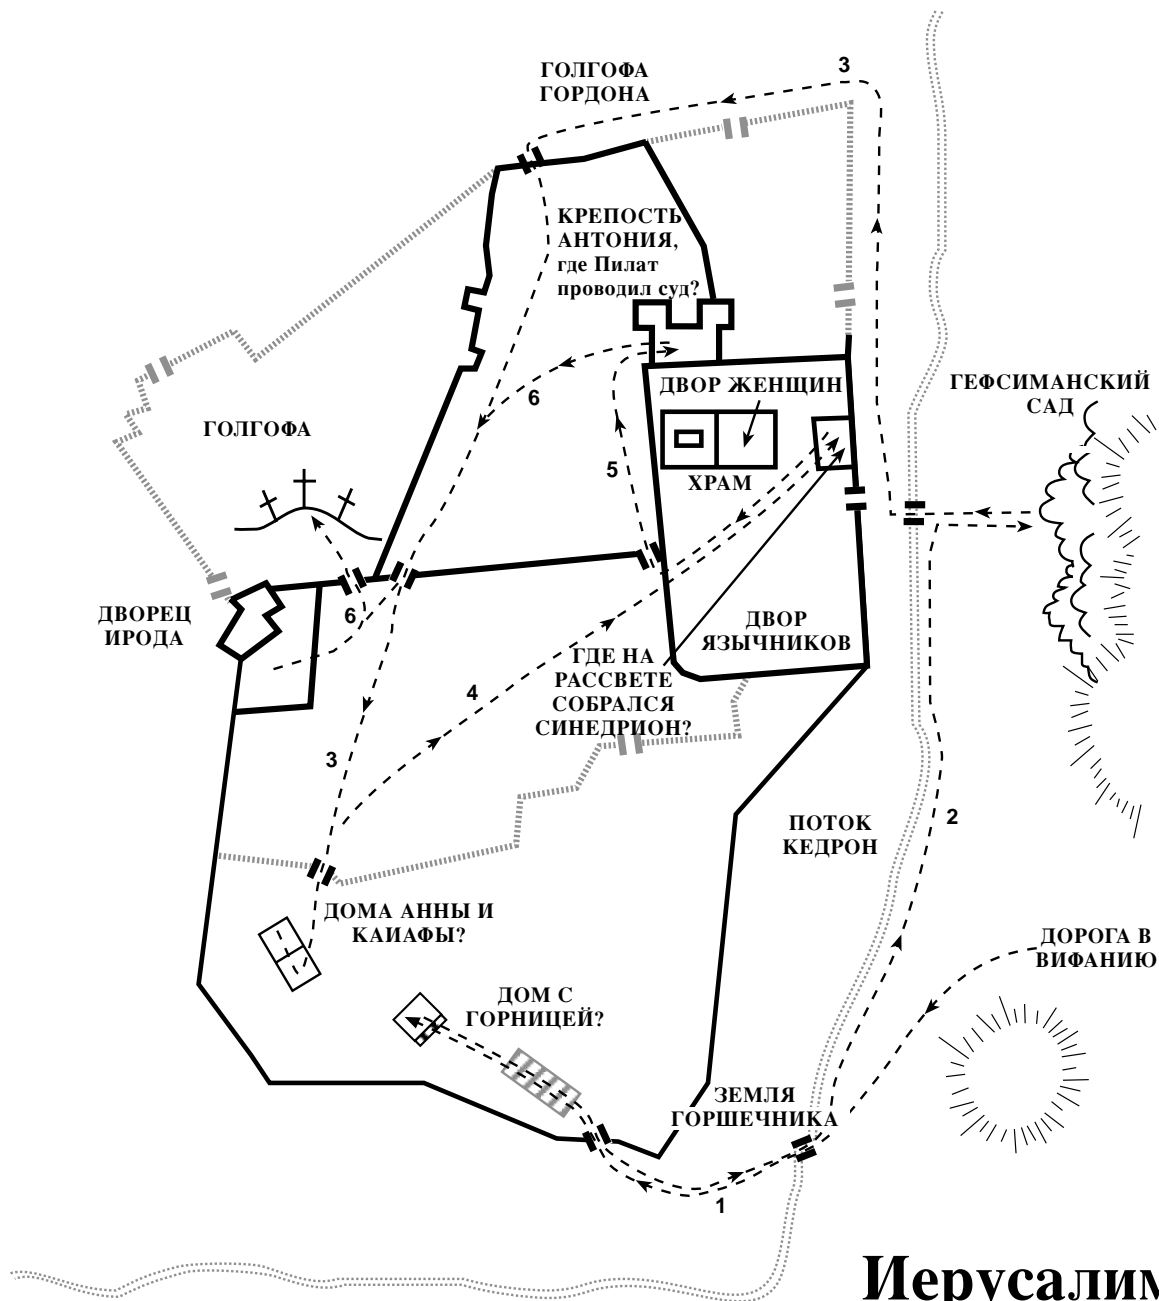 ГОЛГОФА
ГОРДОНА
3
КРЕПОСТЬ
АНТОНИЯ,
где Пилат
проводил суд?
ДВОР ЖЕНЩИН
6
ГЕФСИМАНСКИЙ
САД
ГОЛГОФА
5
ХРАМ
ДВОРЕЦ
ИРОДА
6
ДВОР
ЯЗЫЧНИКОВ
ГДЕ НА
РАССВЕТЕ
СОБРАЛСЯ
СИНЕДРИОН?
4
3
ПОТОК
КЕДРОН
2
ДОМА АННЫ И
КАИАФЫ?
ДОРОГА В
ВИФАНИЮ
ДОМ С
ГОРНИЦЕЙ?
ЗЕМЛЯ
ГОРШЕЧНИКА
1
Иерусалим